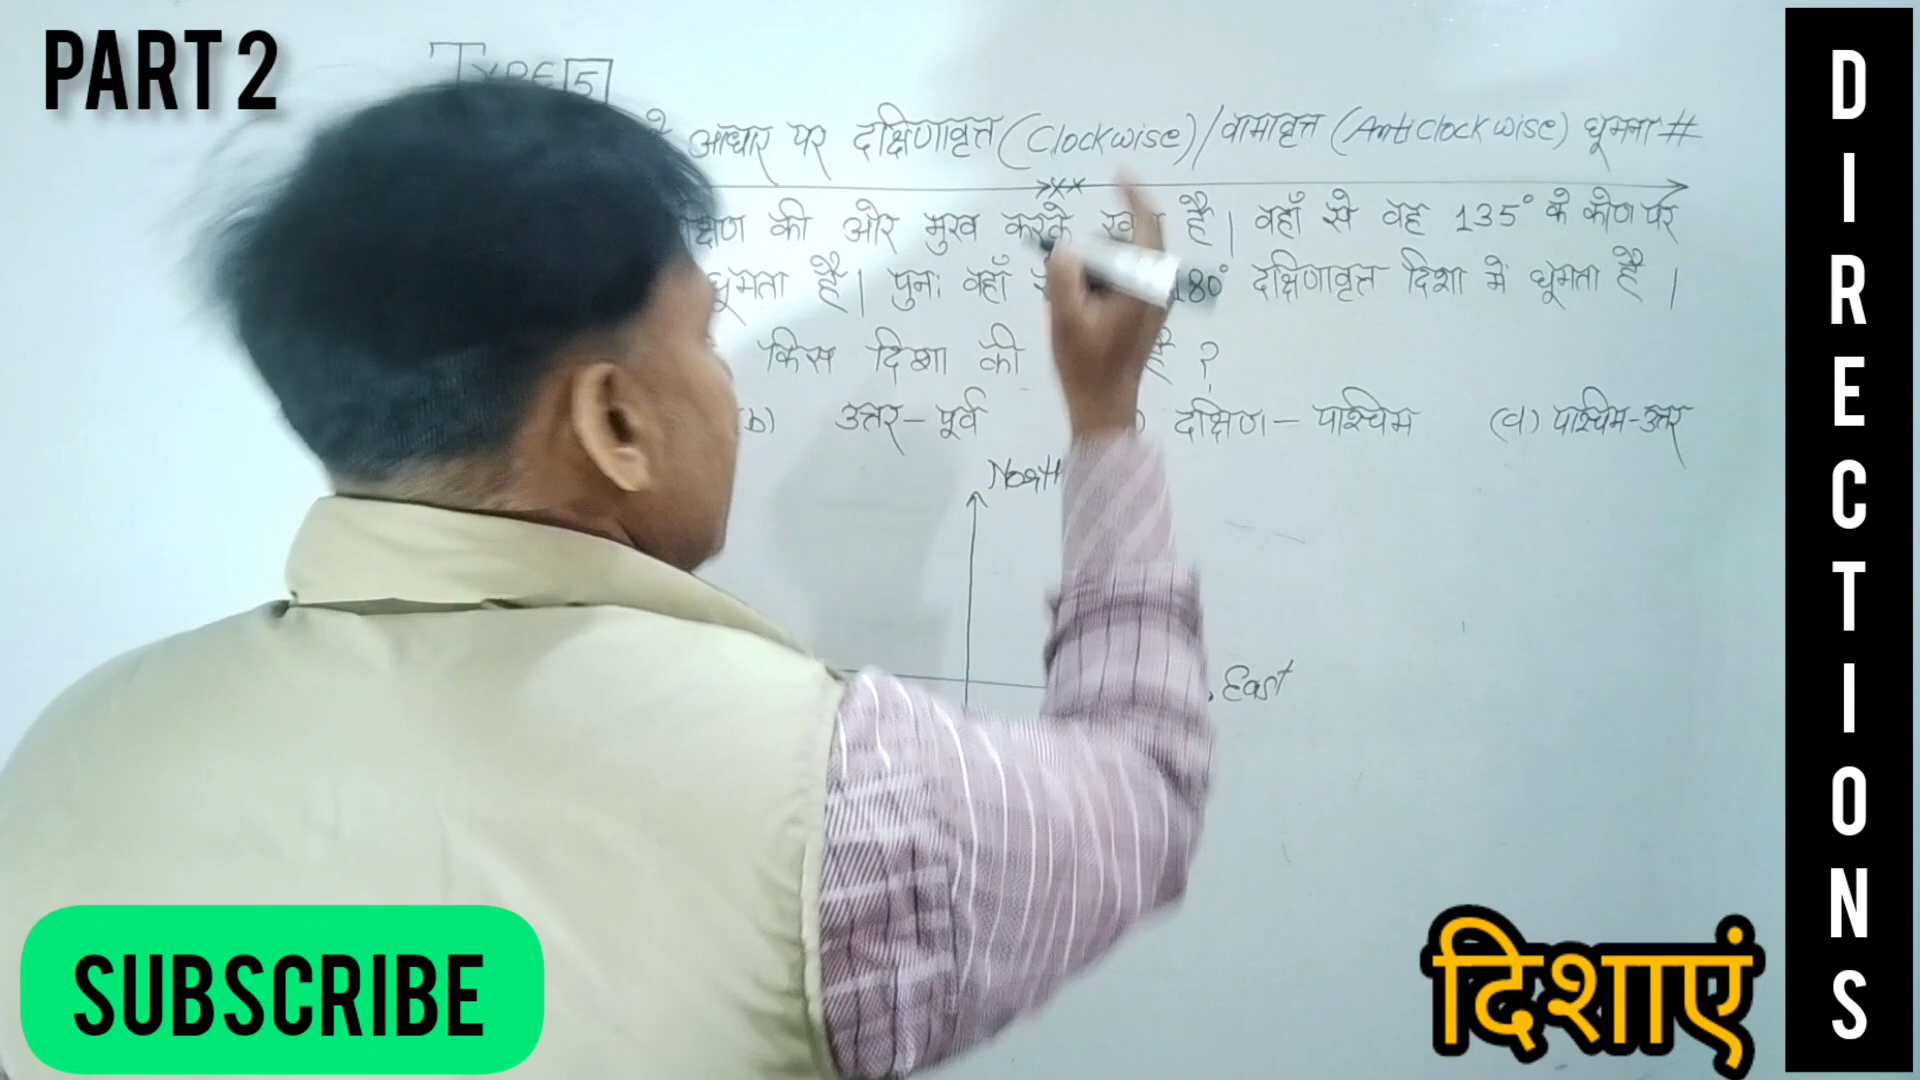 PART 2
TYPE 5
आधार पर दक्षिणावृत्त (Clockwise)/वामावृत्त (Anticlockwise) घूमना #
की ओर मुख करके है | वहाँ से वह 135° के कोण पर
घूमता है | पुनः वहाँ 180° दक्षिणावृत्त दिशा में घूमता है |
किस दिशा की है ?
(b) उत्तर – पूर्व दक्षिण – पश्चिम (d) पश्चिम-उत्तर
North
East
SUBSCRIBE
दिशाएं
DIRECTIONS